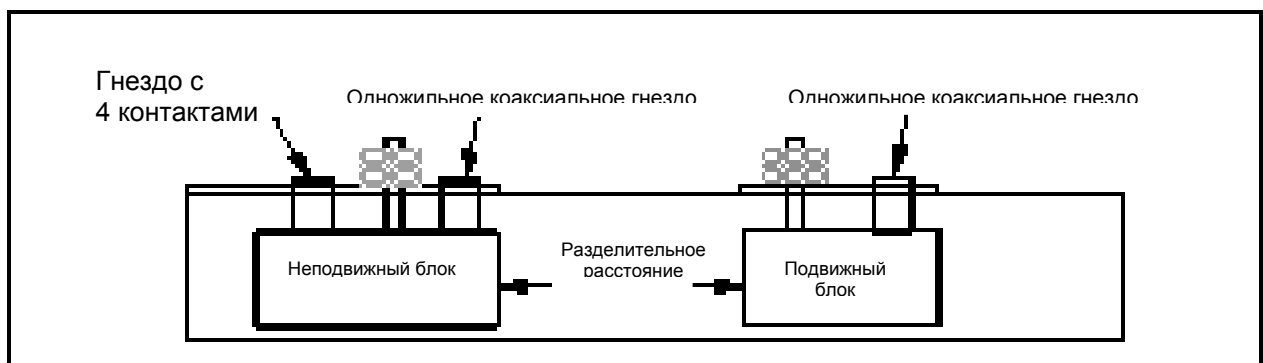 Гнездо с
4 контактами
Одножильное коаксиальное гнездо
Одножильное коаксиальное гнездо
Неподвижный блок
Разделительное
расстояние
Подвижный
блок